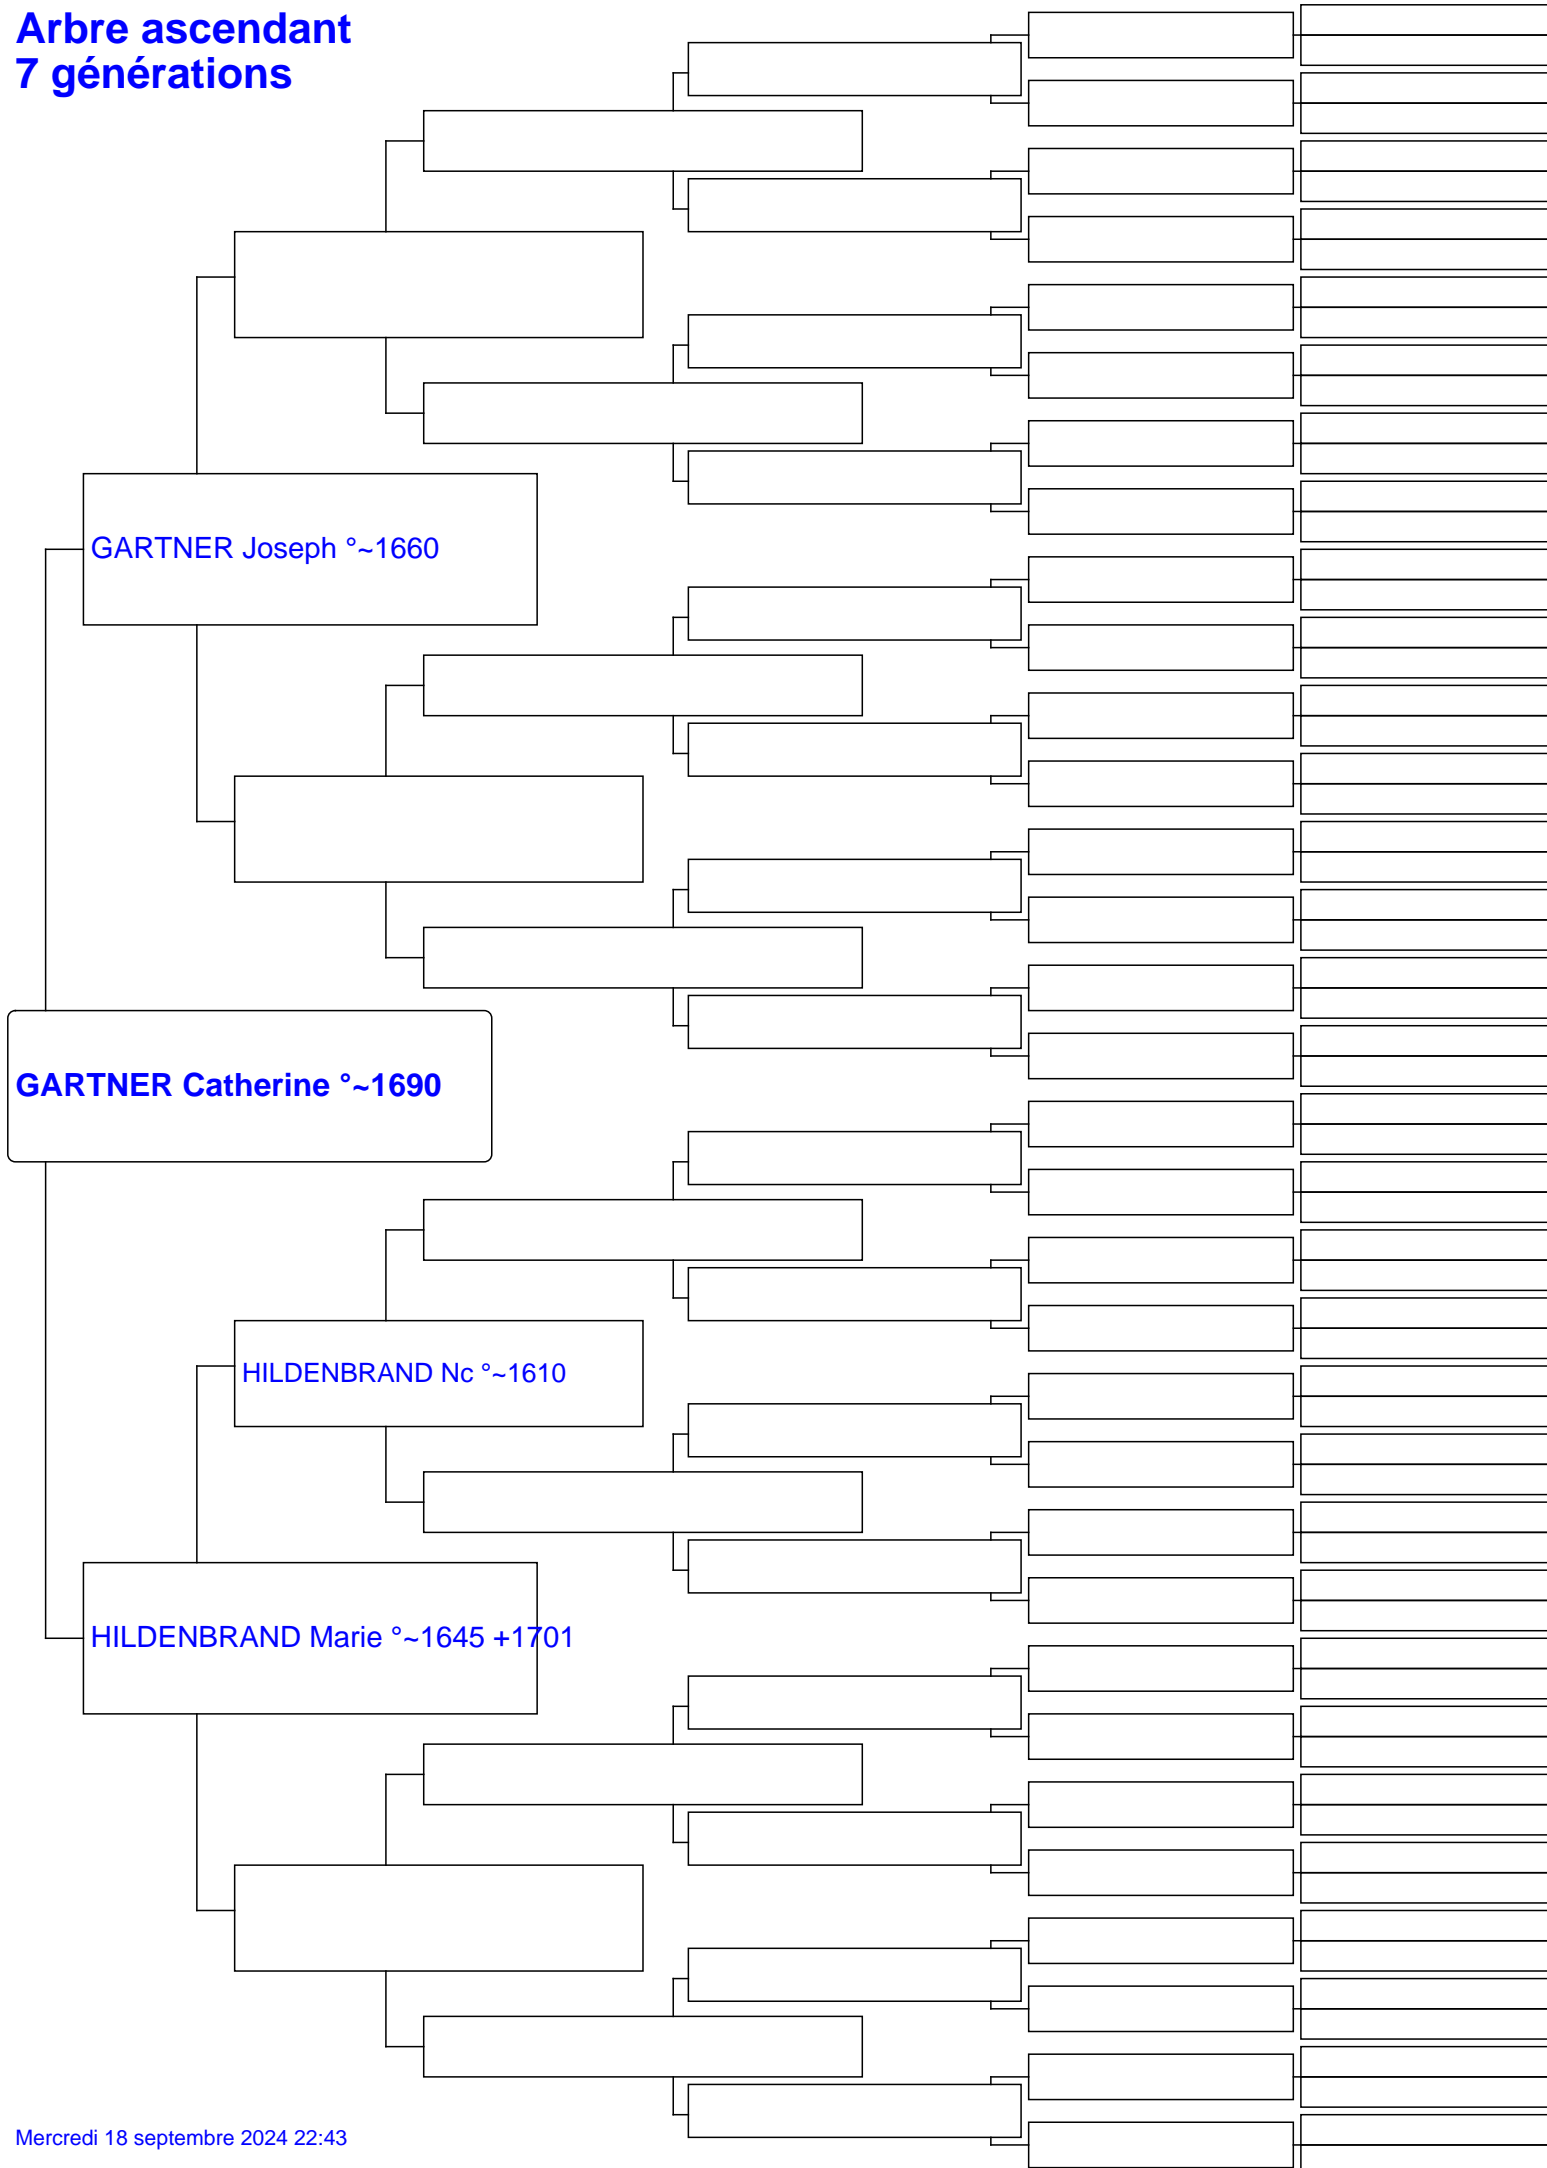 Arbre ascendant
7 générations
GARTNER Joseph °~1660
GARTNER Catherine °~1690
HILDENBRAND Nc °~1610
HILDENBRAND Marie °~1645 +1701
Mercredi 18 septembre 2024 22:43